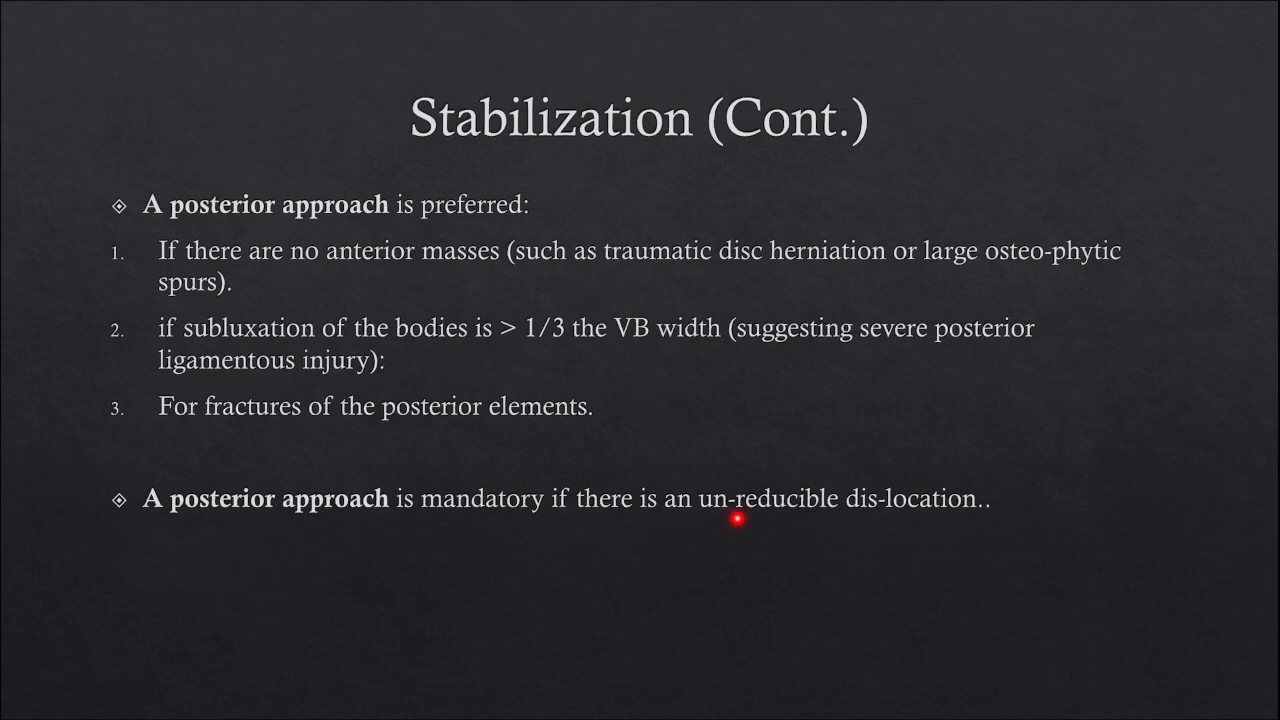 Stabilization (Cont.)
A posterior approach is preferred:
1. If there are no anterior masses (such as traumatic disc herniation or large osteo-phytic
spurs).
2. if subluxation of the bodies is > 1/3 the VB width (suggesting severe posterior
ligamentous injury):
3. For fractures of the posterior elements.
A posterior approach is mandatory if there is an un-reducible dis-location..